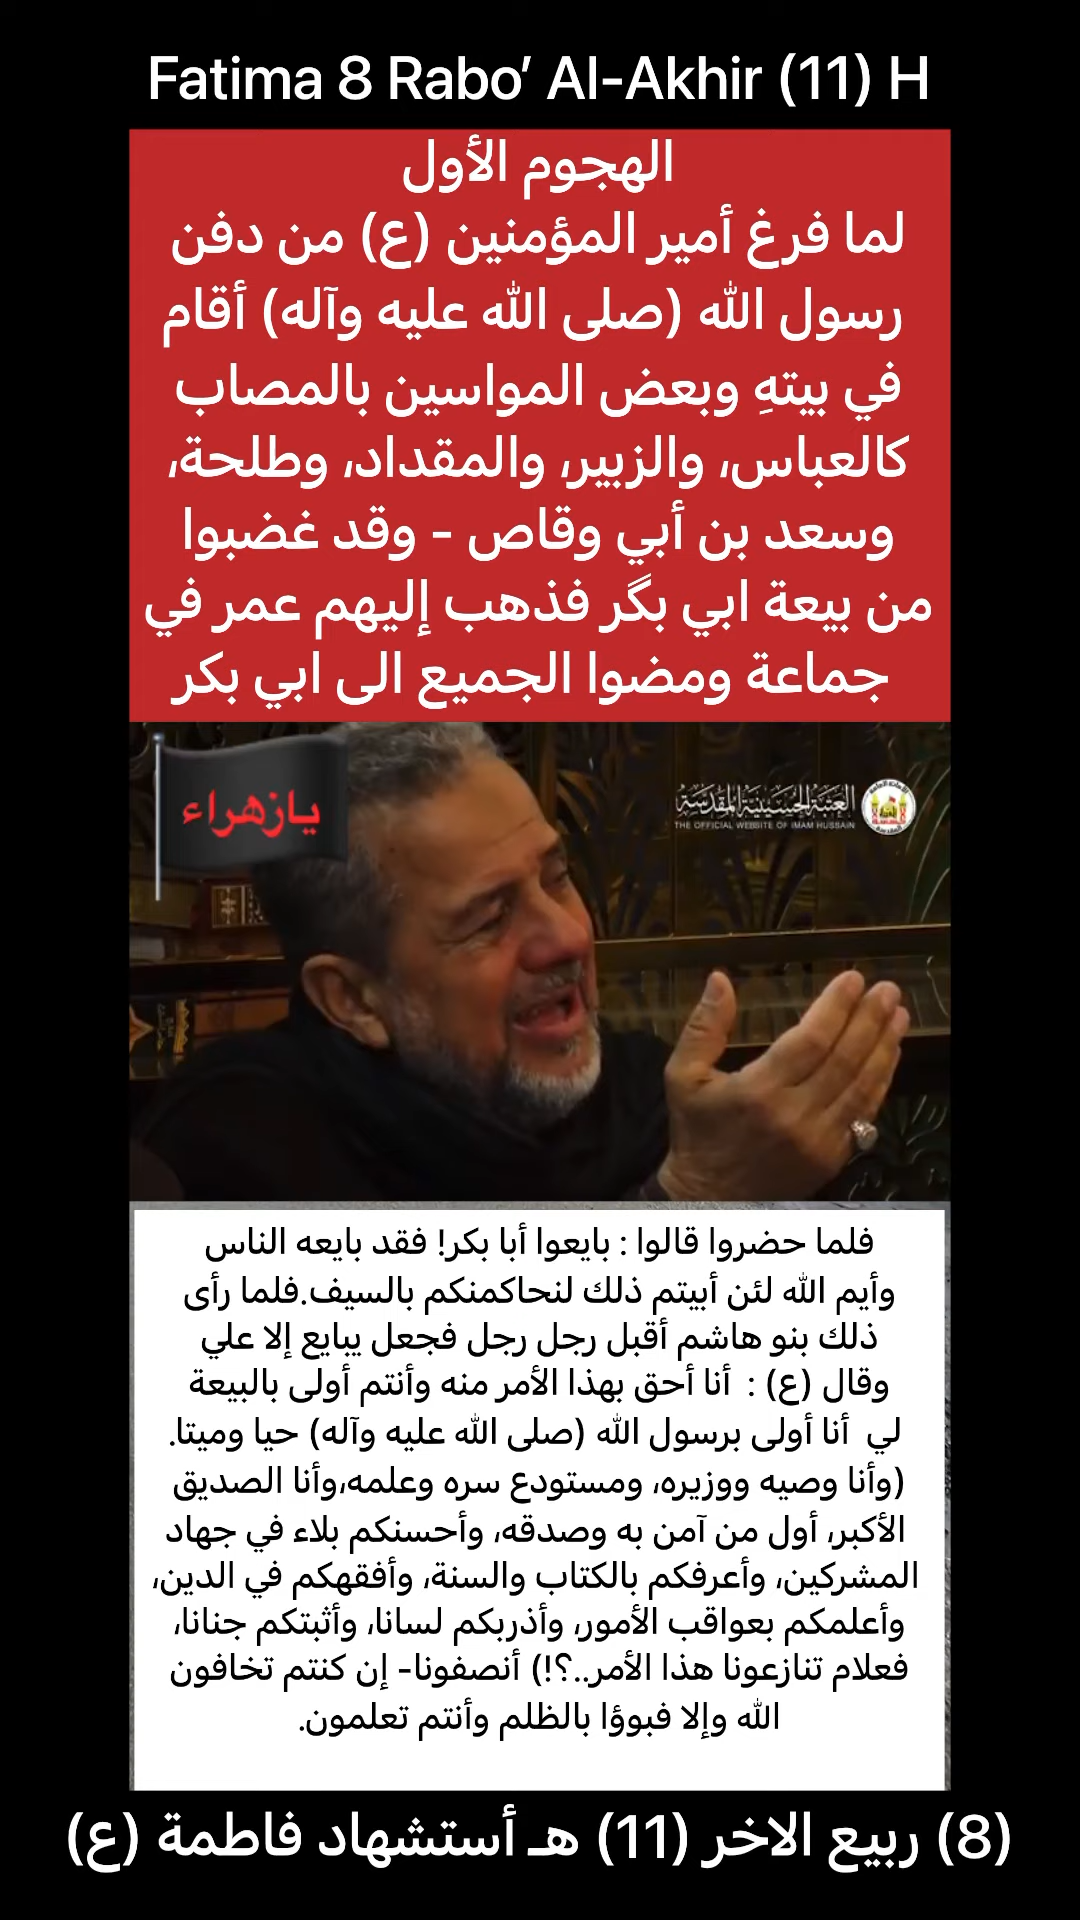 Fatima 8 Rabo’ Al-Akhir (11) H
الهجوم الأول
لما فرغ أمير المؤمنين (ع) من دفن
رسول الله (صلى الله عليه وآله) أقام
في بيتهِ وبعض المواسين بالمصاب
كالعباس، والزبير، والمقداد، وطلحة،
وسعد بن أبي وقاص - وقد غضبوا
من بيعة ابي بگر فذهب إليهم عمر في
جماعة ومضوا الجميع الى ابي بكر
يازهراء
العتبة الحسينية المقدسة
THE OFFICIAL WEBSITE OF IMAM HUSSAIN
فلما حضروا قالوا : بايعوا أبا بكر! فقد بايعه الناس
وأيم الله لئن أبيتم ذلك لنحاكمنكم بالسيف.فلما رأى
ذلك بنو هاشم أقبل رجل رجل فجعل يبايع إلا علي
وقال (ع) : أنا أحق بهذا الأمر منه وأنتم أولى بالبيعة
لي أنا أولى برسول الله (صلى الله عليه وآله) حيا وميتا.
(وأنا وصيه ووزيره، ومستودع سره وعلمه،وأنا الصديق
الأكبر، أول من آمن به وصدقه، وأحسنكم بلاء في جهاد
المشركين، وأعرفكم بالكتاب والسنة، وأفقهكم في الدين،
وأعلمكم بعواقب الأمور، وأذربكم لسانا، وأثبتكم جنانا،
فعلام تنازعونا هذا الأمر..؟!) أنصفونا- إن كنتم تخافون
الله وإلا فبوؤا بالظلم وأنتم تعلمون.
(8) ربيع الاخر (11) هـ أستشهاد فاطمة (ع)